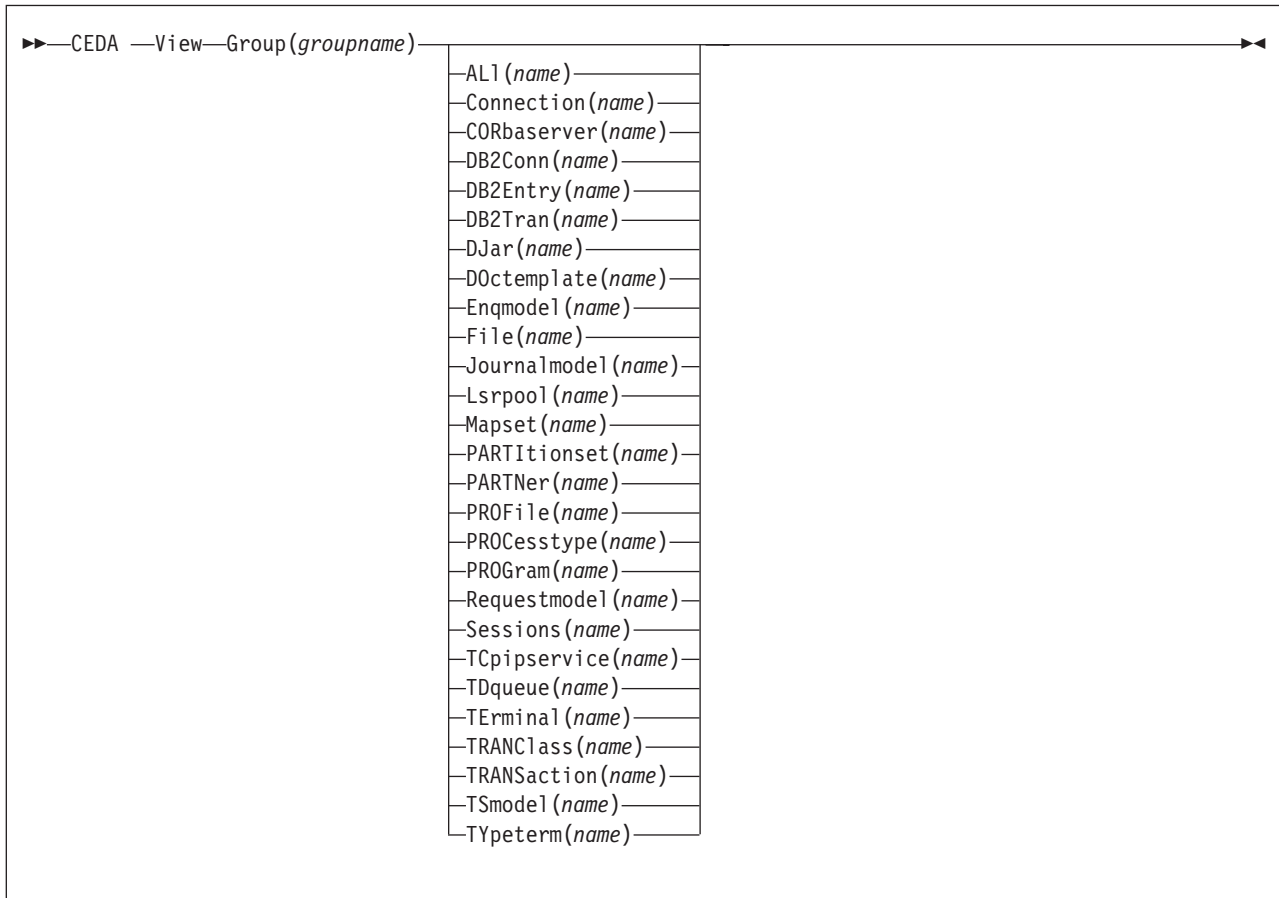 CEDA View Group(groupname)
ALl(name)
Connection(name)
CORbaserver(name)
DB2Conn(name)
DB2Entry(name)
DB2Tran(name)
DJar(name)
DOctemplate(name)
Enqmodel(name)
File(name)
Journalmodel(name)
Lsrpool(name)
Mapset(name)
PARTItionset(name)
PARTNer(name)
PROFile(name)
PROCesstype(name)
PROGram(name)
Requestmodel(name)
Sessions(name)
TCpipservice(name)
TDqueue(name)
TErminal(name)
TRANClass(name)
TRANSaction(name)
TSmodel(name)
TYpeterm(name)